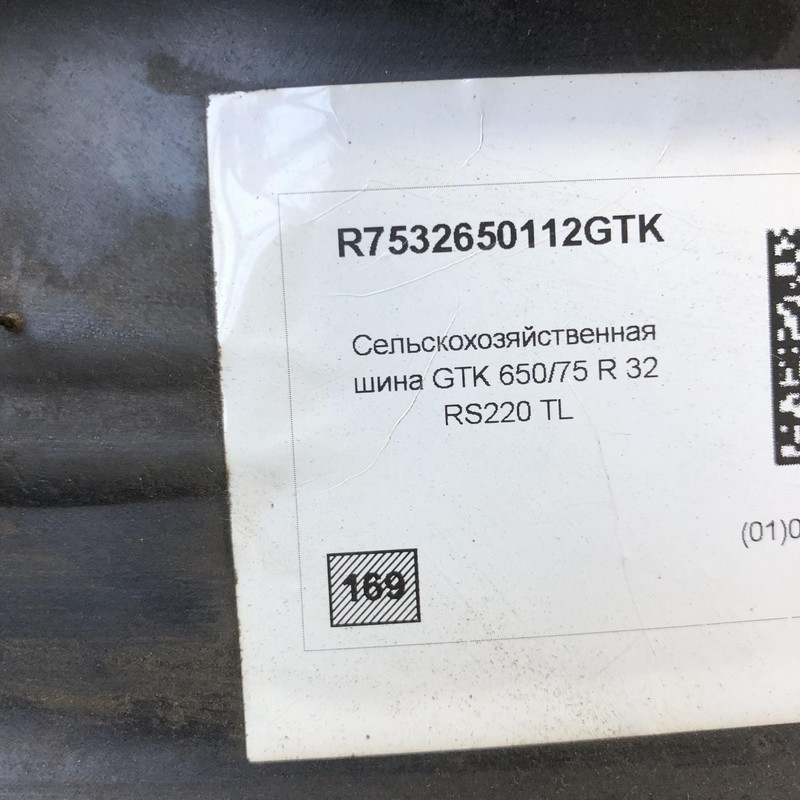 R7532650112GTK
Сельскохозяйственная
шина GTK 650/75 R 32
RS220 TL
(01)0
169